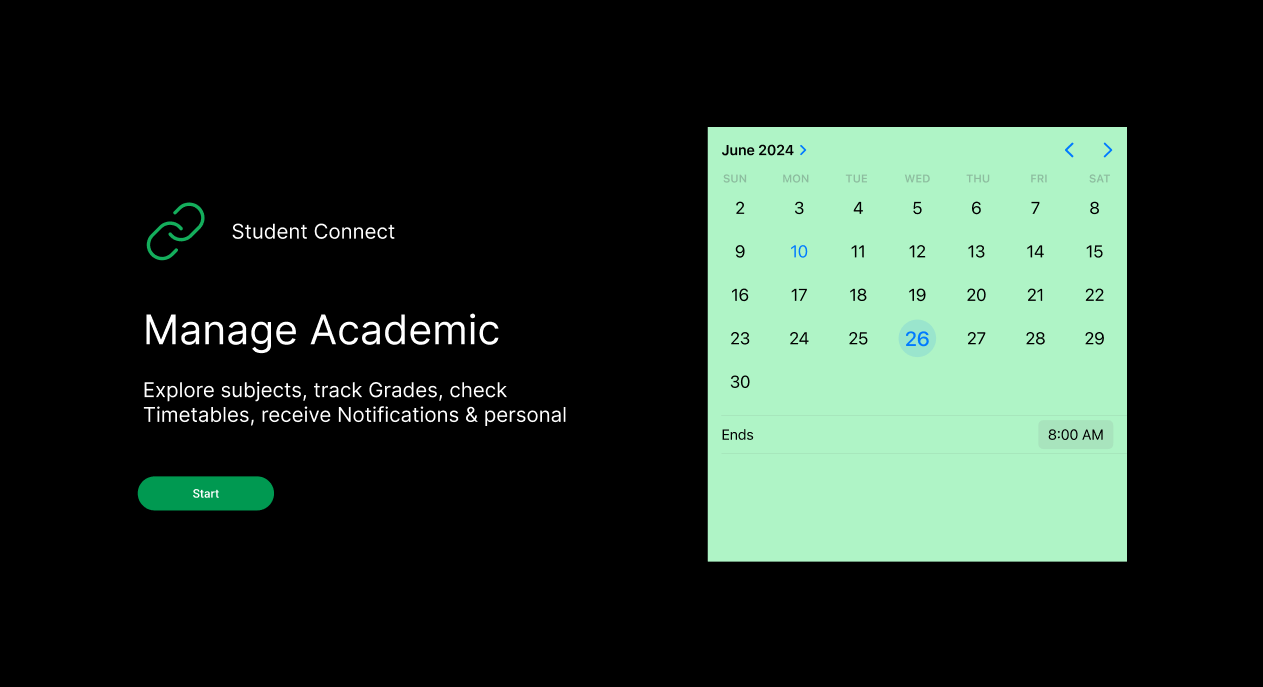 Student Connect
Manage Academic
Explore subjects, track Grades, check
Timetables, receive Notifications & personal
Start
June 2024
SUN MON TUE WED THU FRI SAT
2 3 4 5 6 7 8
9 10 11 12 13 14 15
16 17 18 19 20 21 22
23 24 25 26 27 28 29
30
Ends 8:00 AM